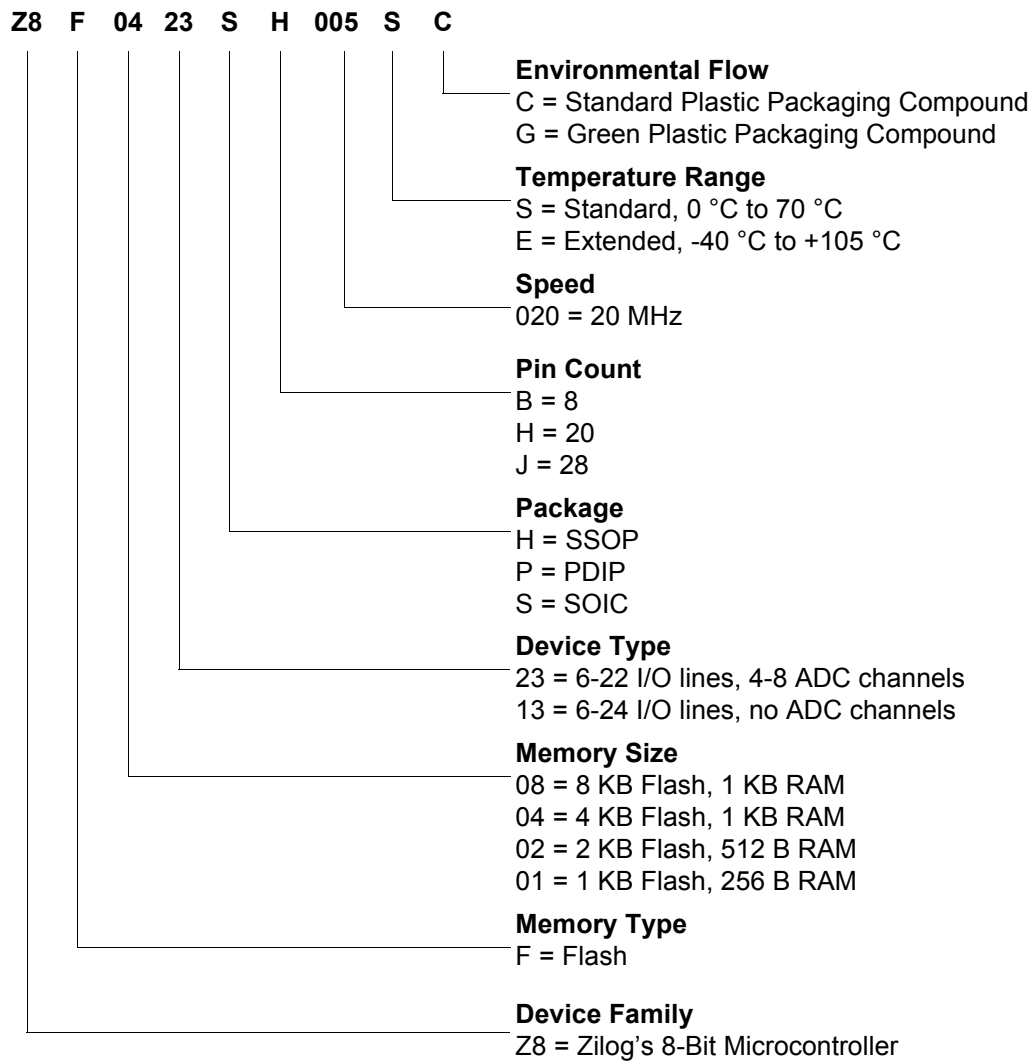 Z8 F 04 23 S H 005 S C
Environmental Flow
C = Standard Plastic Packaging Compound
G = Green Plastic Packaging Compound
Temperature Range
S = Standard, 0 °C to 70 °C
E = Extended, -40 °C to +105 °C
Speed
020 = 20 MHz
Pin Count
B = 8
H = 20
J = 28
Package
H = SSOP
P = PDIP
S = SOIC
Device Type
23 = 6-22 I/O lines, 4-8 ADC channels
13 = 6-24 I/O lines, no ADC channels
Memory Size
08 = 8 KB Flash, 1 KB RAM
04 = 4 KB Flash, 1 KB RAM
02 = 2 KB Flash, 512 B RAM
01 = 1 KB Flash, 256 B RAM
Memory Type
F = Flash
Device Family
Z8 = Zilog's 8-Bit Microcontroller